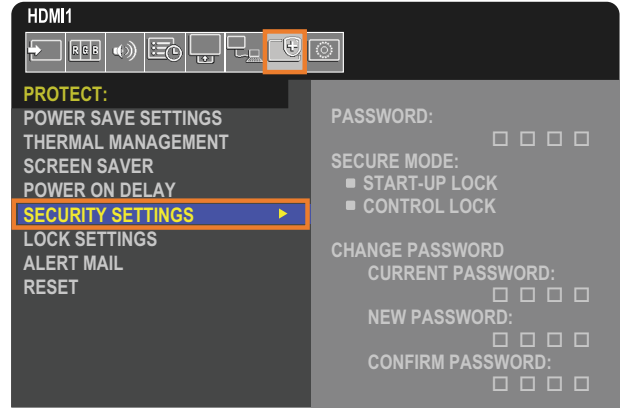 HDMI1
R G B
PROTECT:
POWER SAVE SETTINGS
THERMAL MANAGEMENT
SCREEN SAVER
POWER ON DELAY
SECURITY SETTINGS
LOCK SETTINGS
ALERT MAIL
RESET
PASSWORD:
SECURE MODE:
START-UP LOCK
CONTROL LOCK
CHANGE PASSWORD
CURRENT PASSWORD:
NEW PASSWORD:
CONFIRM PASSWORD: